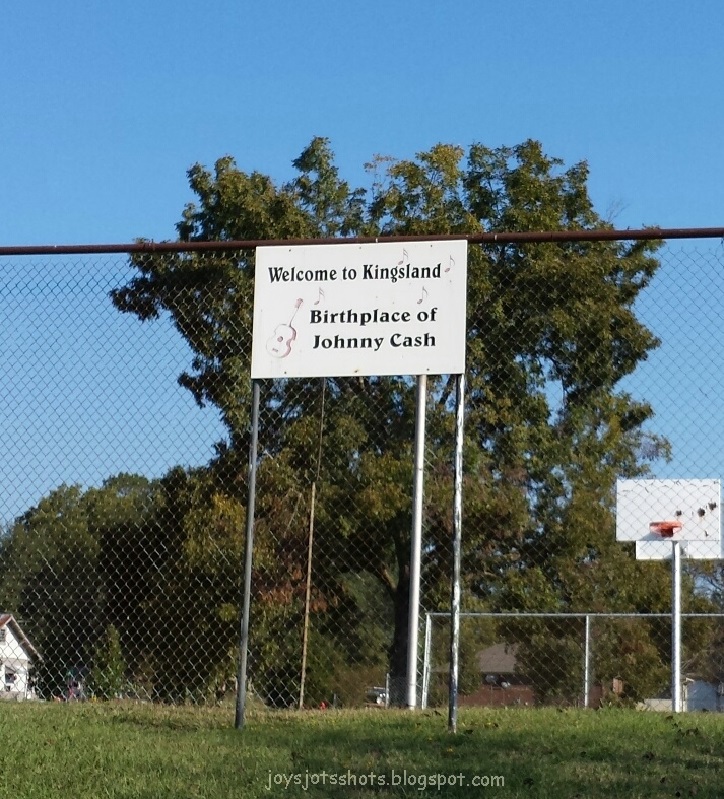 Welcome to Kingsland
Birthplace of
Johnny Cash
joysjotsshots.blogspot.com